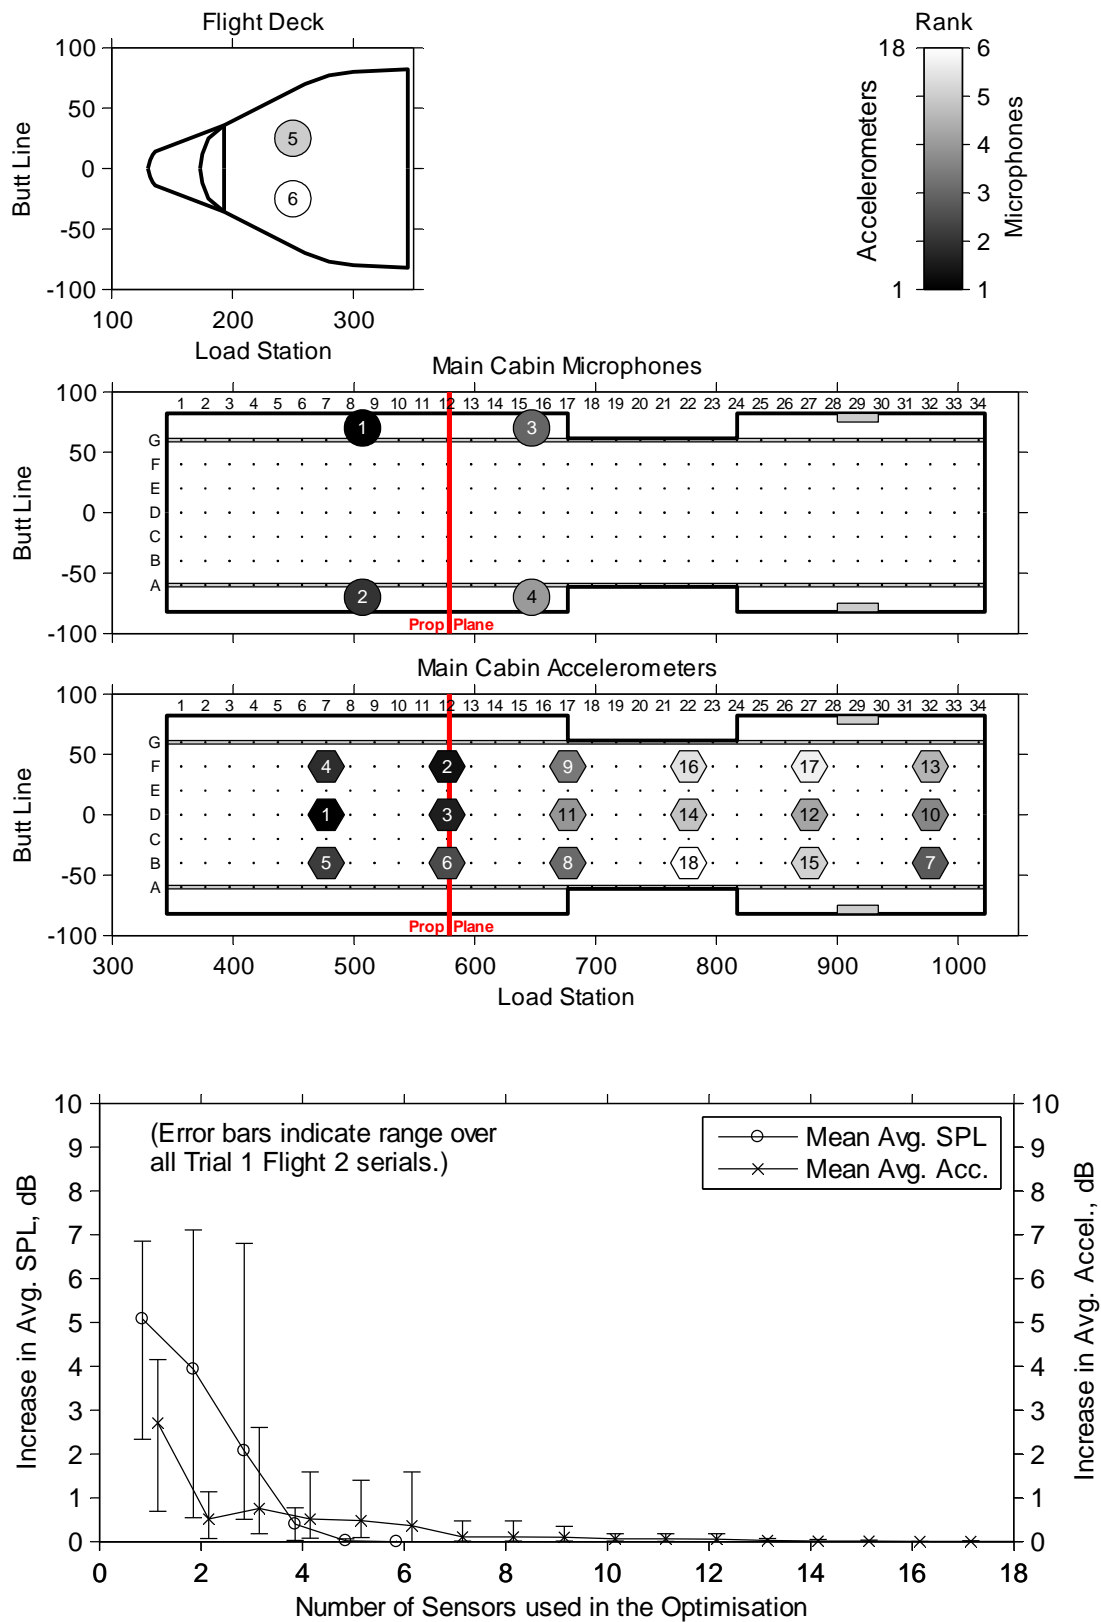 Flight Deck
Rank
100
50
0
-50
-100
Butt Line
5
6
100 200 300
Load Station
18
1
Accelerometers
6
5
4
3
2
1
Microphones
Main Cabin Microphones
100
50
0
-50
-100
Butt Line
1 2 3 4 5 6 7 8 9 10 11 12 13 14 15 16 17 18 19 20 21 22 23 24 25 26 27 28 29 30 31 32 33 34
G
F
E
D
C
B
A
1 3
2 4
Prop Plane
Main Cabin Accelerometers
100
50
0
-50
-100
Butt Line
1 2 3 4 5 6 7 8 9 10 11 12 13 14 15 16 17 18 19 20 21 22 23 24 25 26 27 28 29 30 31 32 33 34
G
F
E
D
C
B
A
4 2 9 16 17 13
1 3 11 14 12 10
5 6 8 18 15 7
Prop Plane
300 400 500 600 700 800 900 1000
Load Station
10
9
8
7
6
5
4
3
2
1
0
Increase in Avg. SPL, dB
(Error bars indicate range over
all Trial 1 Flight 2 serials.)
Mean Avg. SPL
Mean Avg. Acc.
10
9
8
7
6
5
4
3
2
1
0
Increase in Avg. Accel., dB
0 2 4 6 8 10 12 14 16 18
Number of Sensors used in the Optimisation